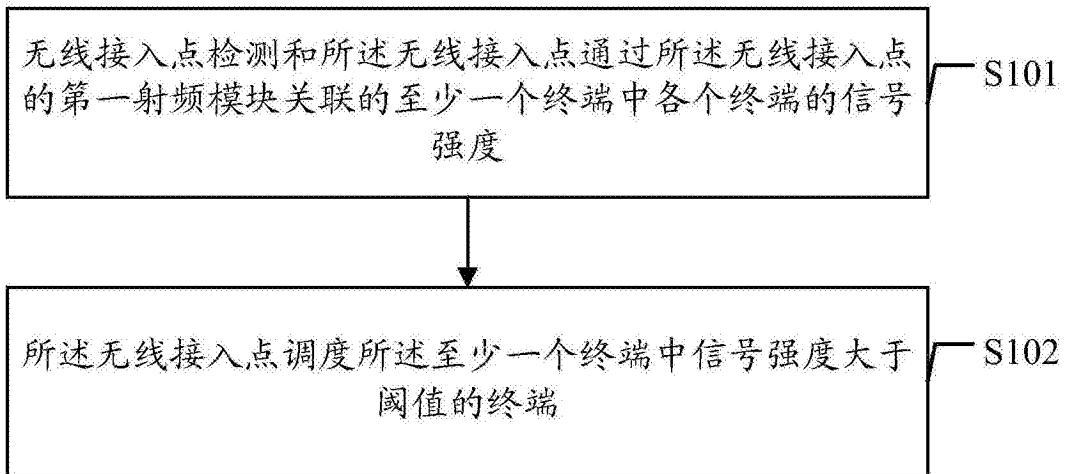 无线接入点检测和所述无线接入点通过所述无线接入点
的第一射频模块关联的至少一个终端中各个终端的信号
强度
S101
所述无线接入点调度所述至少一个终端中信号强度大于
阈值的终端
S102